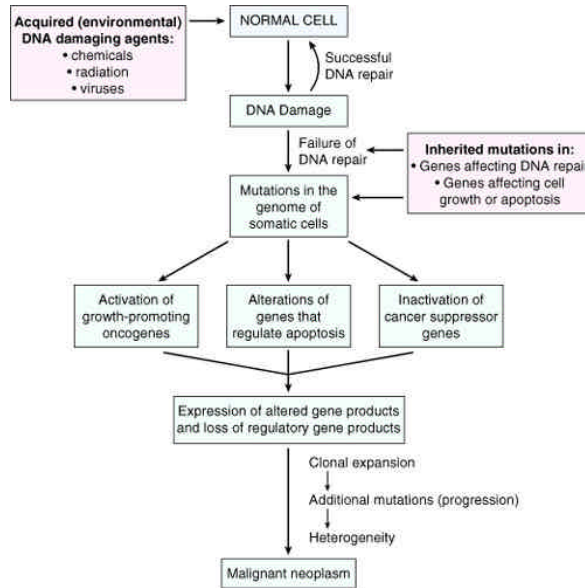 Acquired (environmental)
DNA damaging agents:
• chemicals
• radiation
• viruses
NORMAL CELL
Successful
DNA repair
DNA Damage
Failure of
DNA repair
Inherited mutations in:
• Genes affecting DNA repair
• Genes affecting cell
growth or apoptosis
Mutations in the
genome of
somatic cells
Activation of
growth-promoting
oncogenes
Alterations of
genes that
regulate apoptosis
Inactivation of
cancer suppressor
genes
Expression of altered gene products
and loss of regulatory gene products
Clonal expansion
Additional mutations (progression)
Heterogeneity
Malignant neoplasm